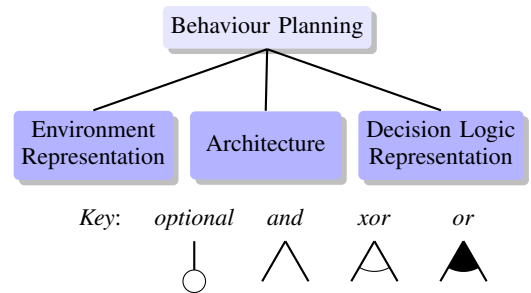 Behaviour Planning
Environment
Representation
Architecture
Decision Logic
Representation
Key: optional and xor or